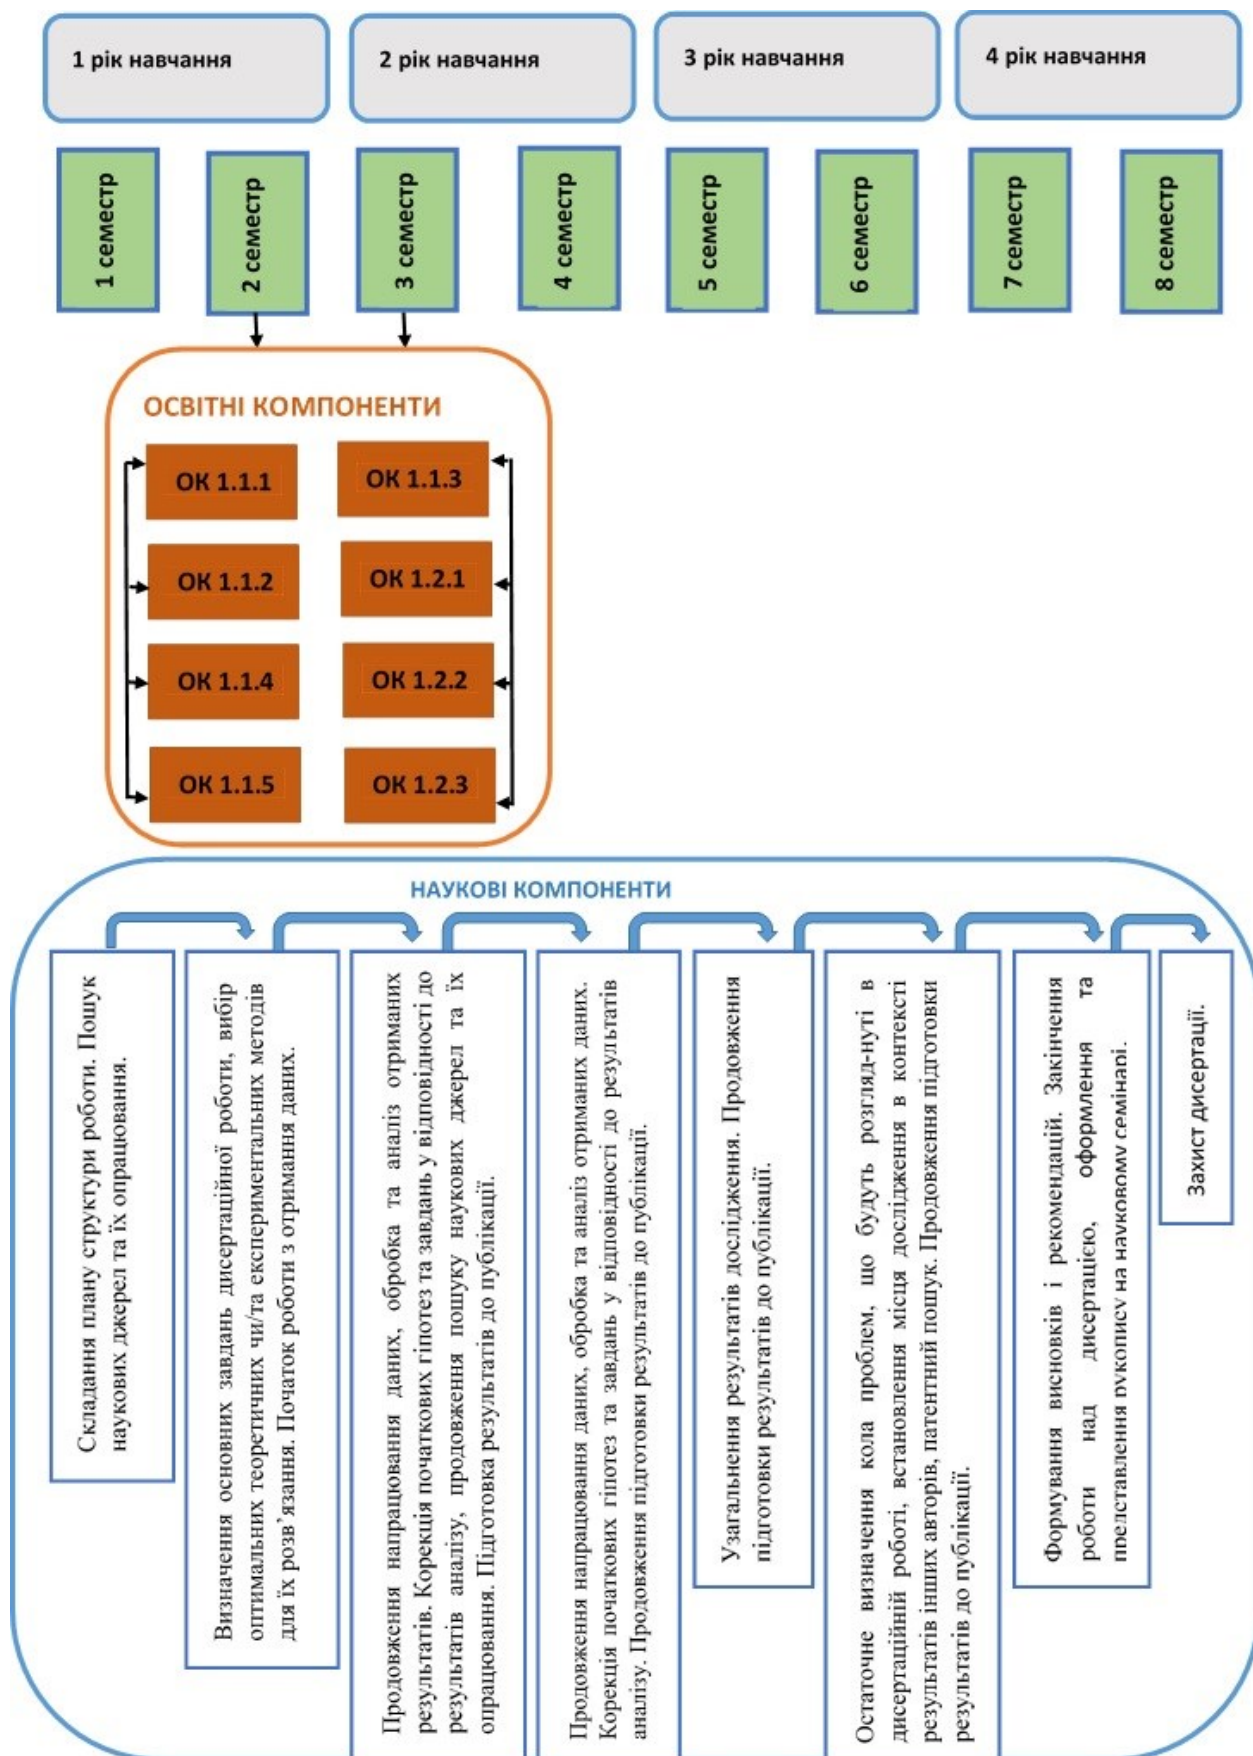 1 рік навчання
2 рік навчання
3 рік навчання
4 рік навчання
1 семестр
2 семестр
3 семестр
4 семестр
5 семестр
6 семестр
7 семестр
8 семестр
ОСВІТНІ КОМПОНЕНТИ
ОК 1.1.1
ОК 1.1.3
ОК 1.1.2
ОК 1.2.1
ОК 1.1.4
ОК 1.2.2
ОК 1.1.5
ОК 1.2.3
НАУКОВІ КОМПОНЕНТИ
Складання плану структури роботи. Пошук
наукових джерел та їх опрацювання.
Визначення основних завдань дисертаційної роботи, вибір
оптимальних теоретичних чи/та експериментальних методів
для їх розв’язання. Початок роботи з отримання даних.
Продовження напрацювання даних, обробка та аналіз отриманих
результатів. Корекція початкових гіпотез та завдань у відповідності до
результатів аналізу, продовження пошуку наукових джерел та їх
опрацювання. Підготовка результатів до публікації.
Продовження напрацювання даних, обробка та аналіз отриманих даних.
Корекція початкових гіпотез та завдань у відповідності до результатів
аналізу. Продовження підготовки результатів до публікації.
Узагальнення результатів дослідження. Продовження
підготовки результатів до публікації.
Остаточне визначення кола проблем, що будуть розгляд-нуті в
дисертаційній роботі, встановлення місця дослідження в контексті
результатів інших авторів, патентний пошук. Продовження підготовки
результатів до публікації.
Формування висновків і рекомендацій. Закінчення
роботи над дисертацією, оформлення та
представлення рукопису на науковому семінарі.
Захист дисертації.